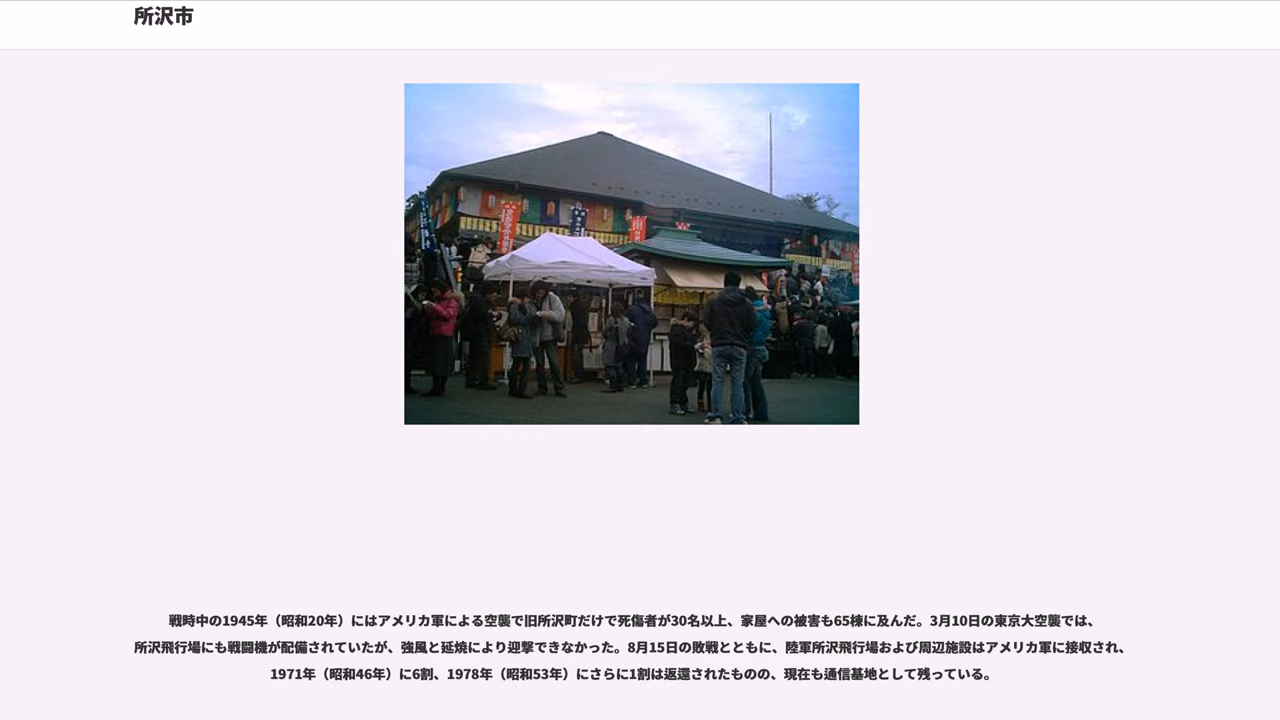 所沢市
戦時中の1945年（昭和20年）にはアメリカ軍による空襲で旧所沢町だけで死傷者が30名以上、家屋への被害も65棟に及んだ。3月10日の東京大空襲では、
所沢飛行場にも戦闘機が配備されていたが、強風と延焼により迎撃できなかった。8月15日の敗戦とともに、陸軍所沢飛行場および周辺施設はアメリカ軍に接収され、
1971年（昭和46年）に6割、1978年（昭和53年）にさらに1割は返還されたものの、現在も通信基地として残っている。